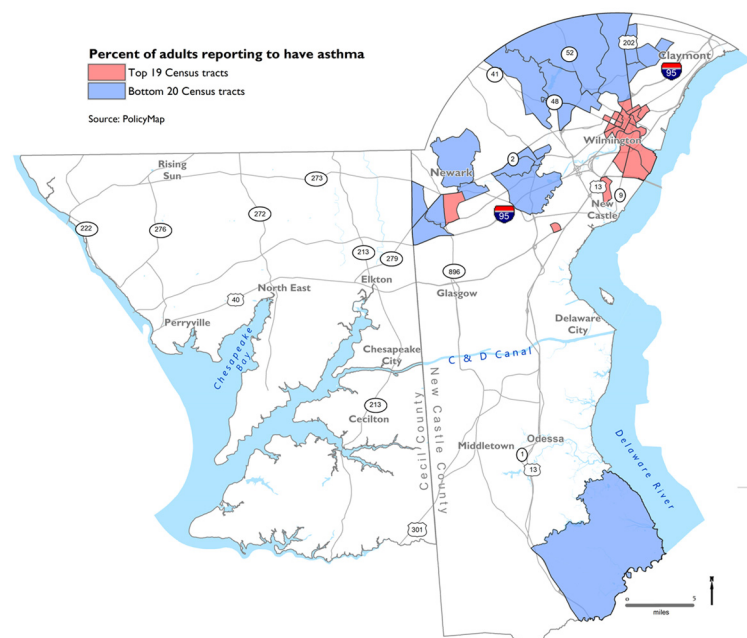 Percent of adults reporting to have asthma
Top 19 Census tracts
Bottom 20 Census tracts
Source: PolicyMap
52
202
Claymont
95
41
48
Wilmington
2
Newark
Rising
Sun
273
13
9
New
Castle
95
222
276
272
213
279
896
Elkton
Glasgow
North East
40
Perryville
Delaware
City
Chesapeake
Bay
Chesapeake
City
C & D Canal
213
Cecilton
Cecil County
New Castle County
Middletown
Odessa
1
13
Delaware River
301
N
0 5
miles